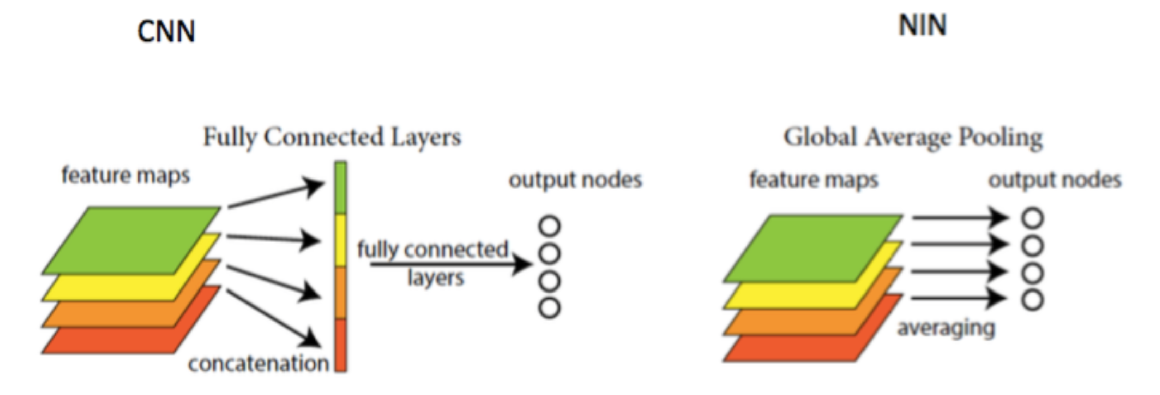 CNN
NIN
Fully Connected Layers
feature maps
output nodes
fully connected
layers
concatenation
Global Average Pooling
feature maps
output nodes
averaging